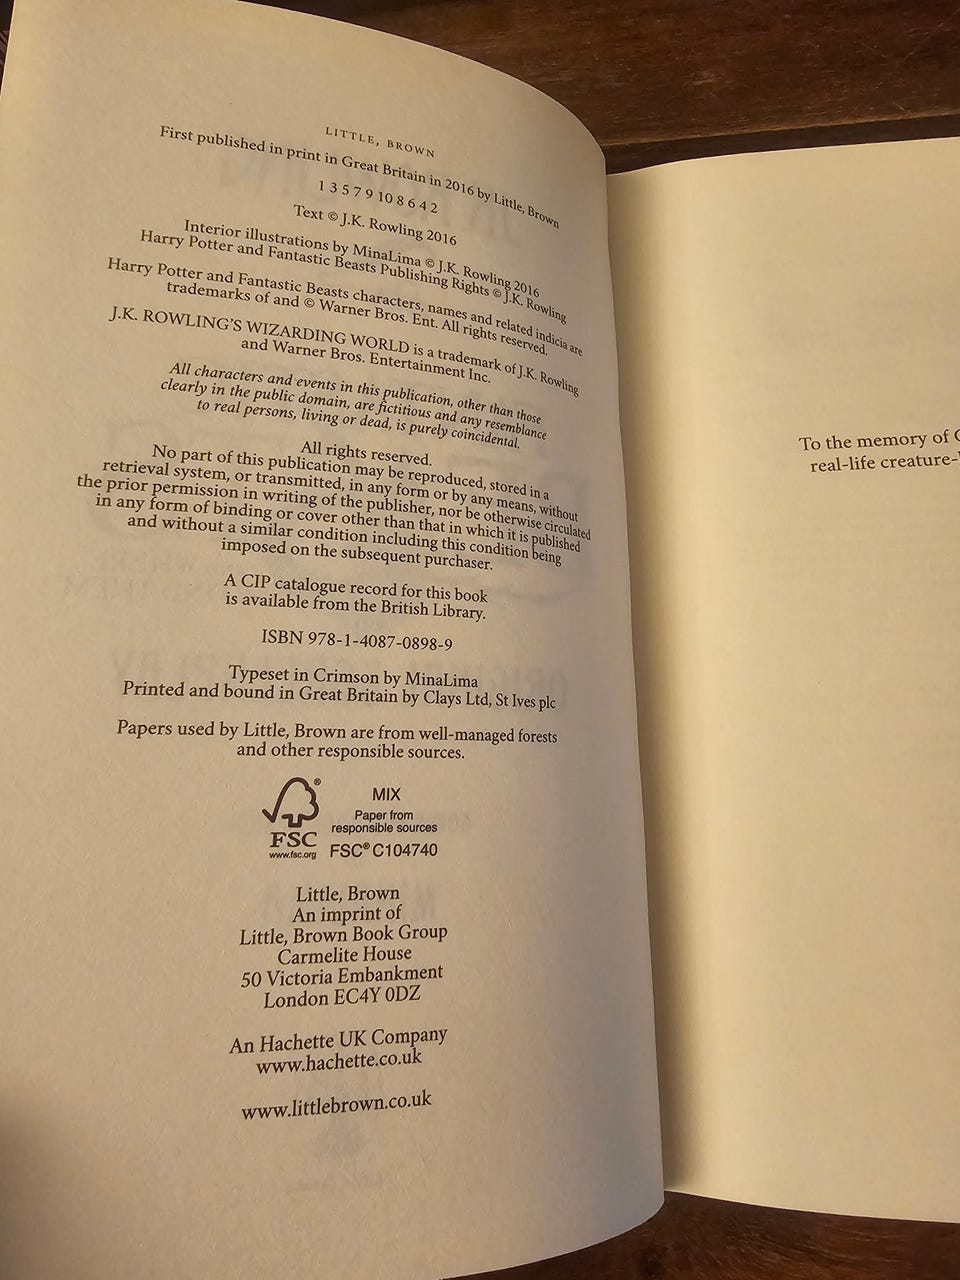 LITTLE, BROWN
First published in print in Great Britain in 2016 by Little, Brown
1 3 5 7 9 10 8 6 4 2
Text © J.K. Rowling 2016
Interior illustrations by MinaLima © J.K. Rowling 2016
Harry Potter and Fantastic Beasts Publishing Rights © J.K. Rowling
Harry Potter and Fantastic Beasts characters, names and related indicia are
trademarks of and © Warner Bros. Ent. All rights reserved.
J.K. ROWLING'S WIZARDING WORLD is a trademark of J.K. Rowling
and Warner Bros. Entertainment Inc.
All characters and events in this publication, other than those
clearly in the public domain, are fictitious and any resemblance
to real persons, living or dead, is purely coincidental.
All rights reserved.
No part of this publication may be reproduced, stored in a
retrieval system, or transmitted, in any form or by any means, without
the prior permission in writing of the publisher, nor be otherwise circulated
in any form of binding or cover other than that in which it is published
and without a similar condition including this condition being
imposed on the subsequent purchaser.
A CIP catalogue record for this book
is available from the British Library.
ISBN 978-1-4087-0898-9
Typeset in Crimson by MinaLima
Printed and bound in Great Britain by Clays Ltd, St Ives plc
Papers used by Little, Brown are from well-managed forests
and other responsible sources.
®
FSC
www.fsc.org
MIX
Paper from
responsible sources
FSC® C104740
Little, Brown
An imprint of
Little, Brown Book Group
Carmelite House
50 Victoria Embankment
London EC4Y 0DZ
An Hachette UK Company
www.hachette.co.uk
www.littlebrown.co.uk
To the memory of
real-life creature-